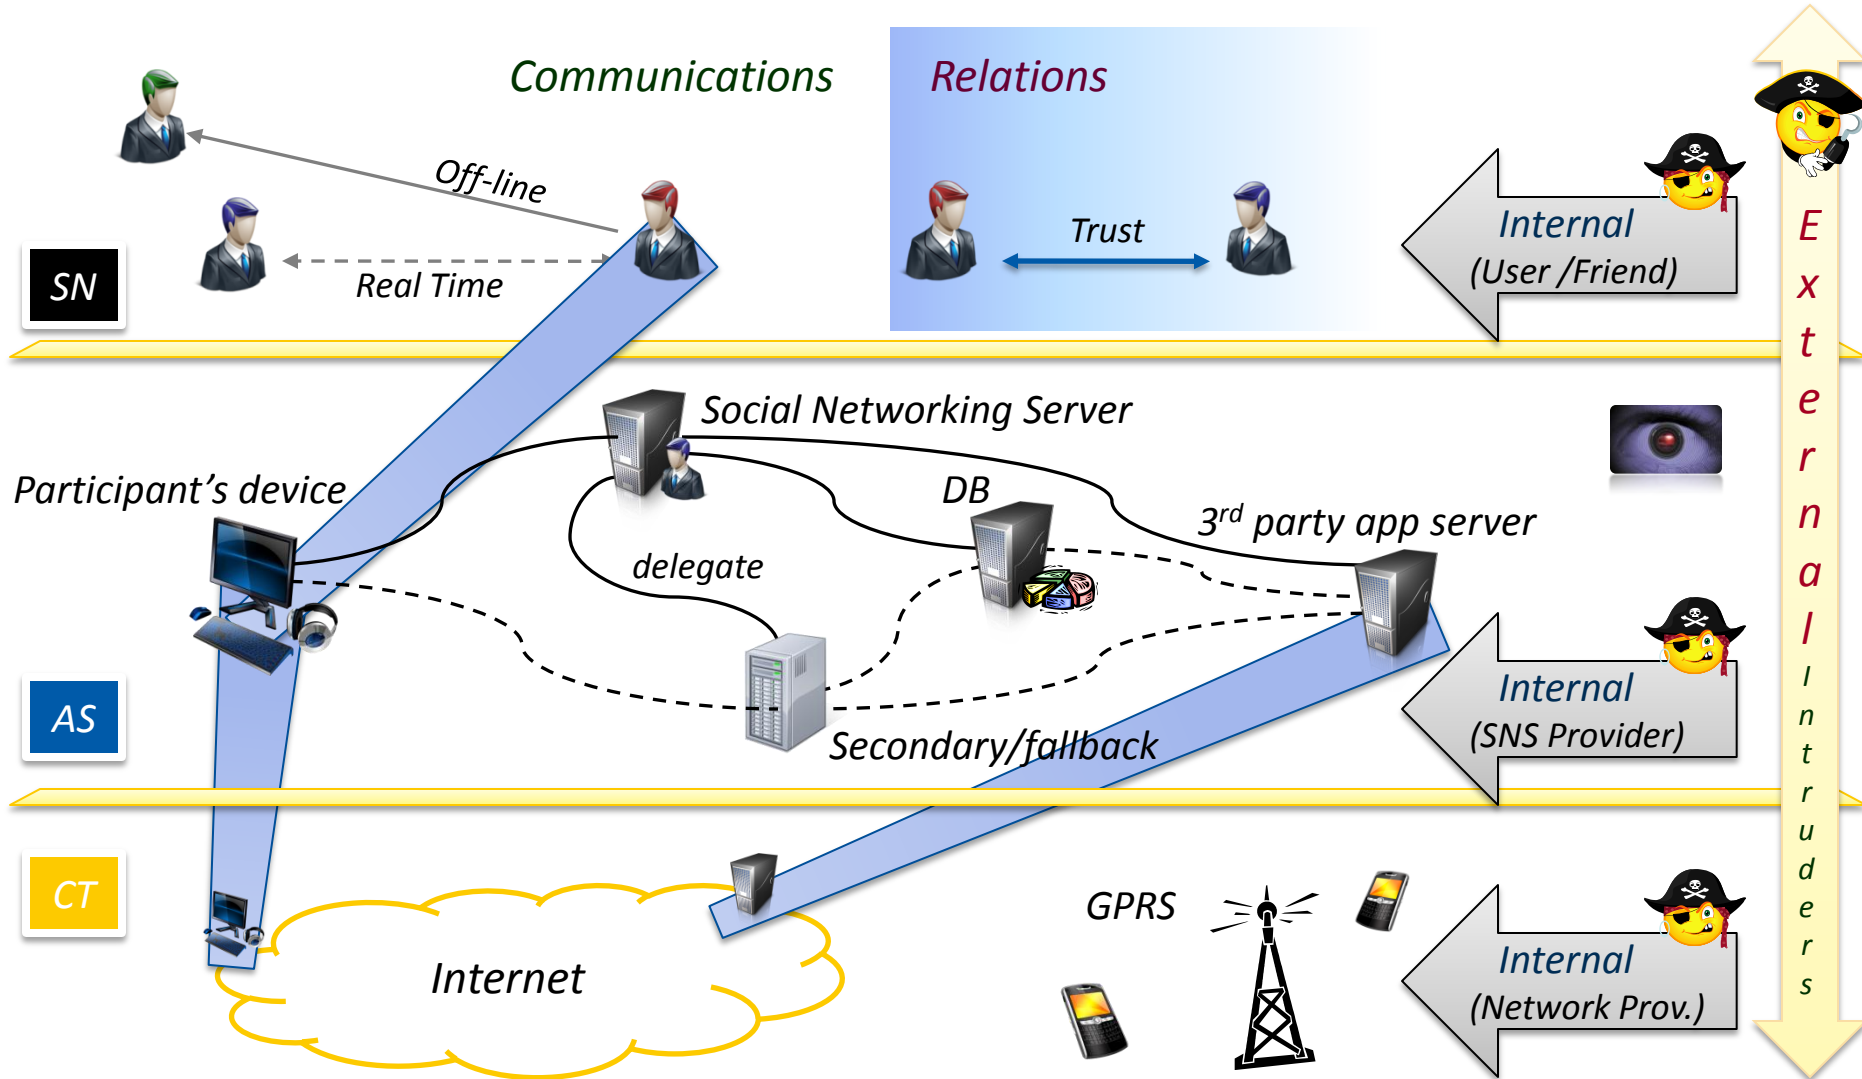 Communications
Relations
Off-line
Real Time
Trust
SN
Internal
(User /Friend)
External Intruders
Social Networking Server
Participant's device
DB
3rd party app server
delegate
Secondary/fallback
AS
Internal
(SNS Provider)
CT
Internet
GPRS
Internal
(Network Prov.)